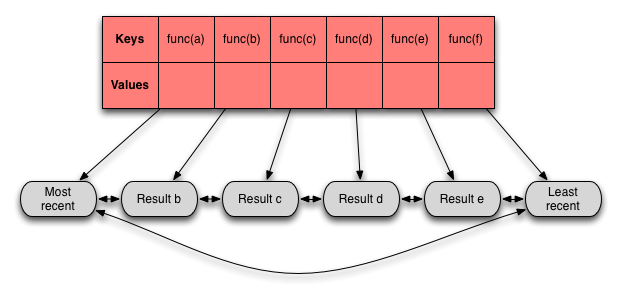 Keys func(a) func(b) func(c) func(d) func(e) func(f)
Values
Most recent Result b Result c Result d Result e Least recent